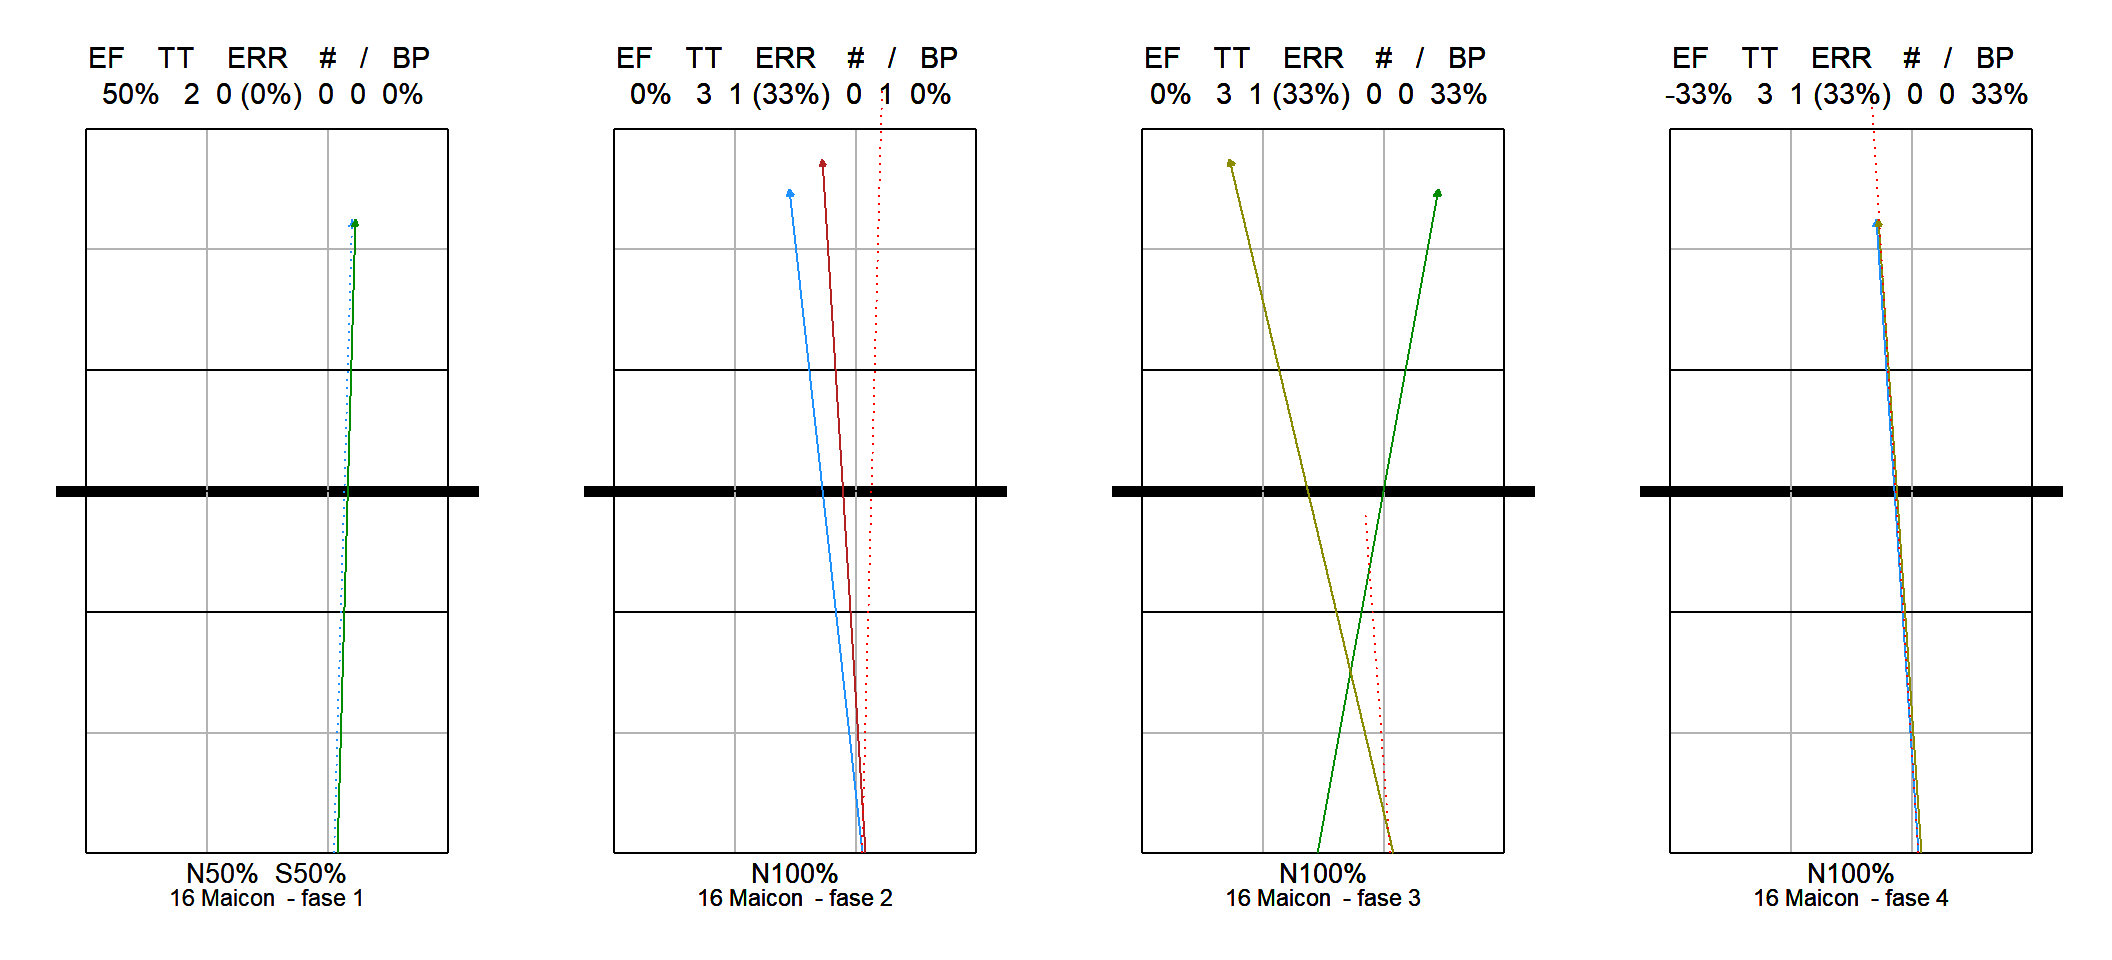 EF TT ERR # / BP
50% 2 0 (0%) 0 0 0%
N50% S50%
16 Maicon - fase 1
EF TT ERR # / BP
0% 3 1 (33%) 0 1 0%
N100%
16 Maicon - fase 2
EF TT ERR # / BP
0% 3 1 (33%) 0 0 33%
N100%
16 Maicon - fase 3
EF TT ERR # / BP
-33% 3 1 (33%) 0 0 33%
N100%
16 Maicon - fase 4